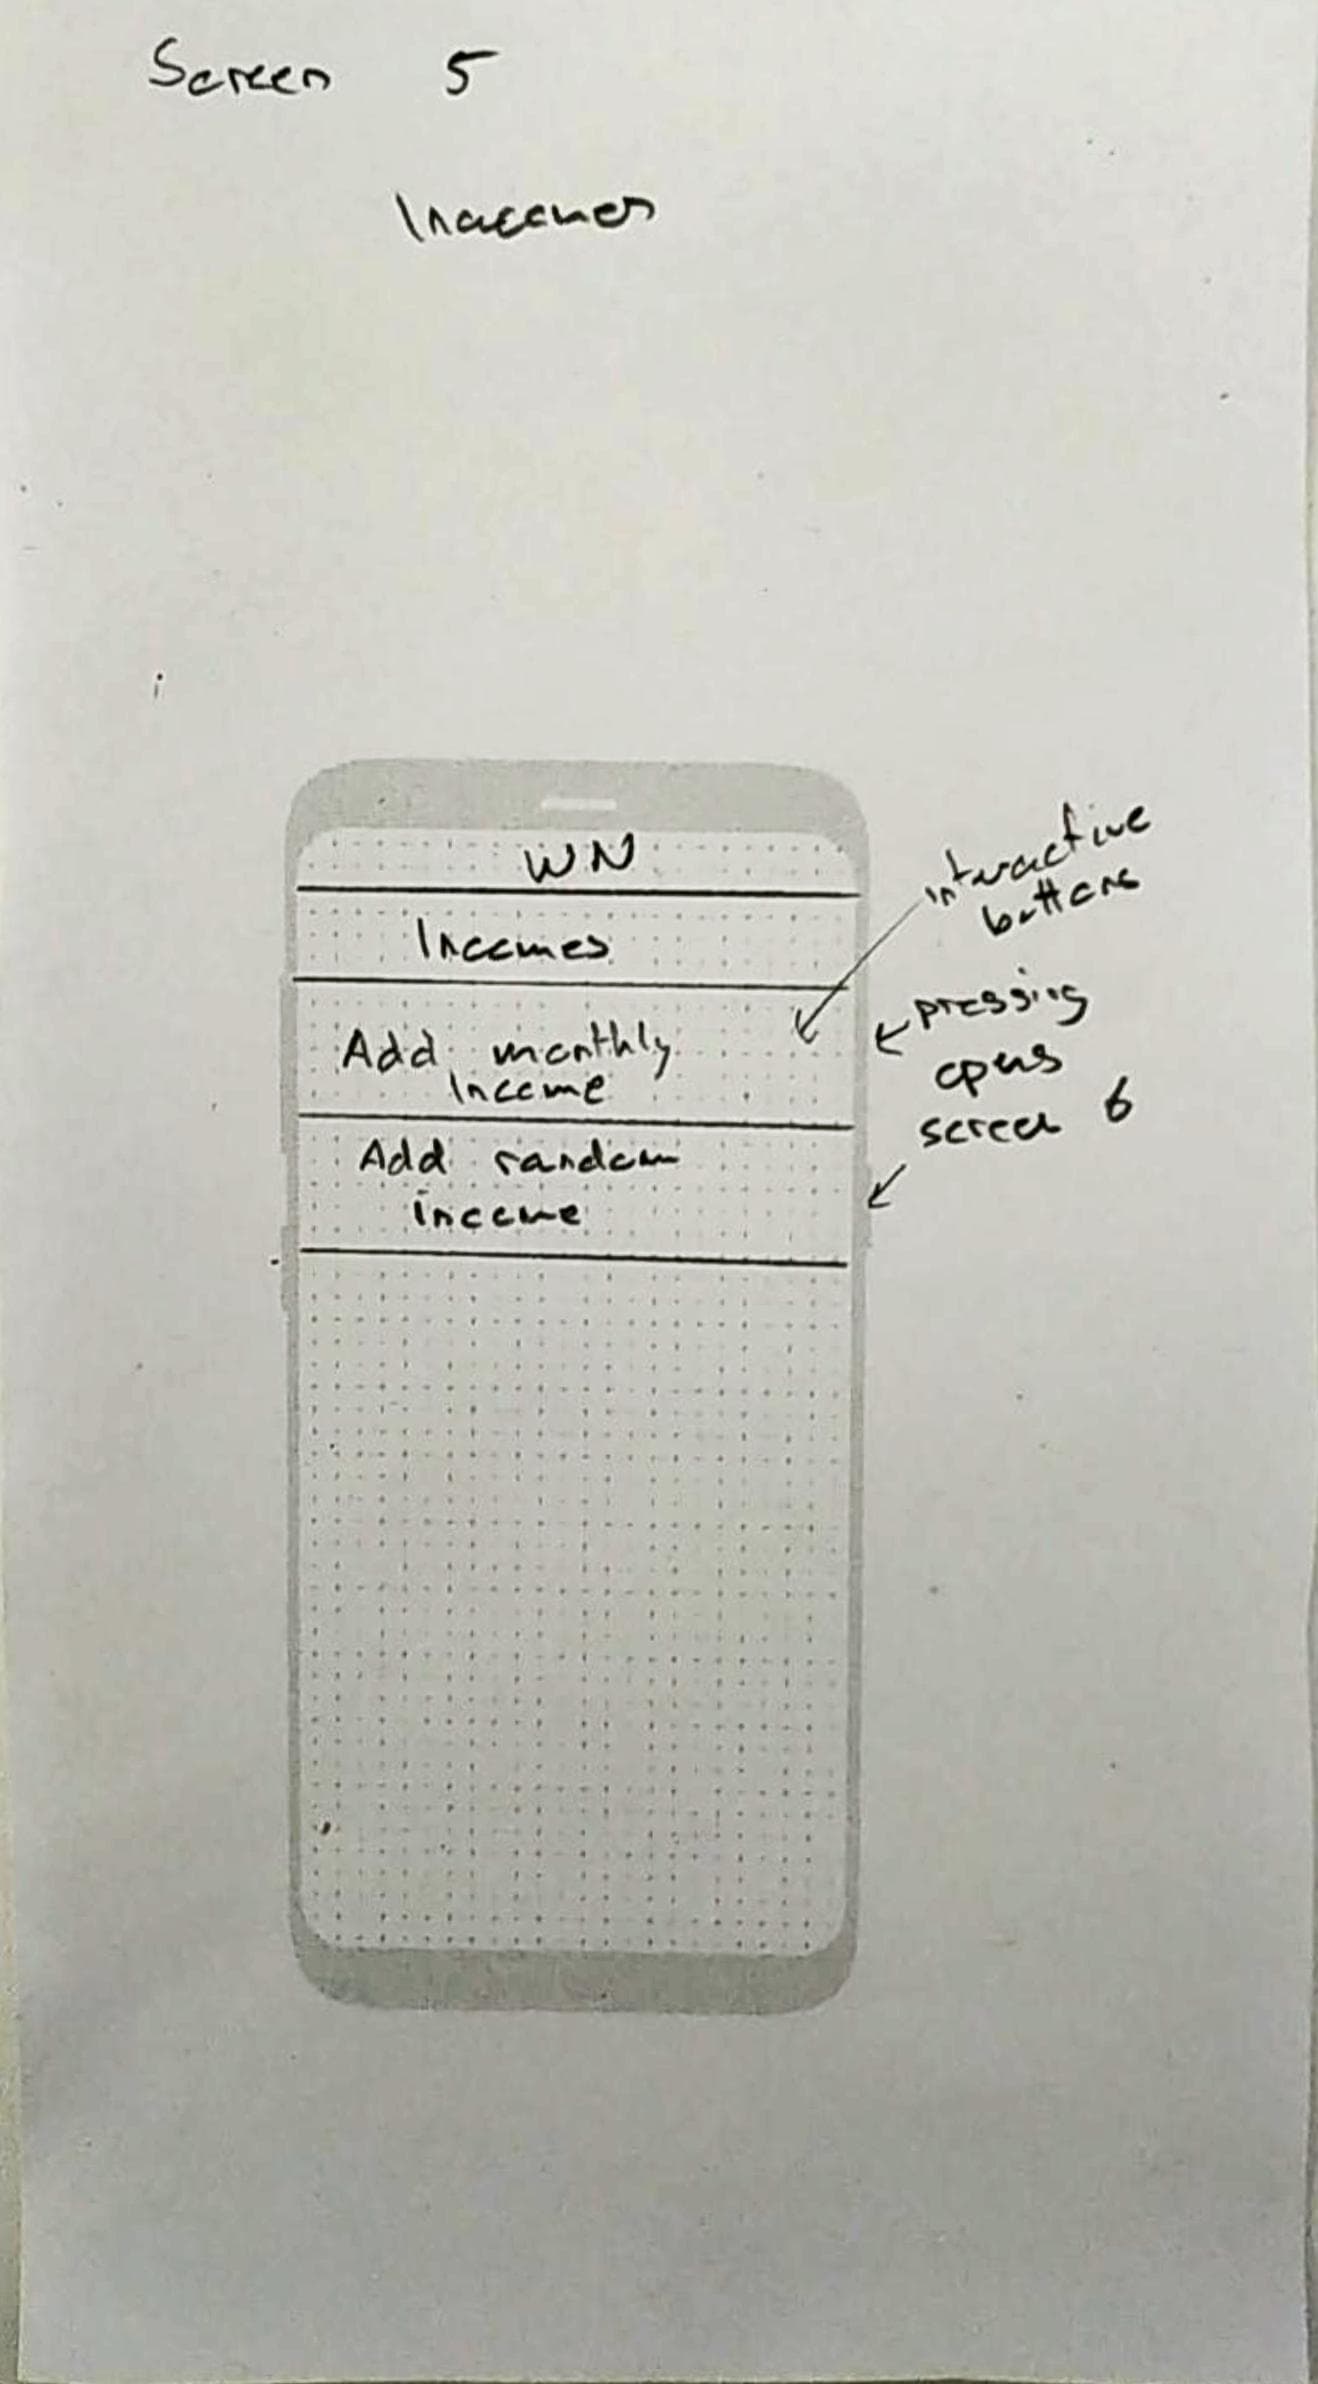 Screen 5
Incomes
WN
Incomes
Add monthly
Income
Add random
income
interactive
buttons
pressing
opens
screen 6